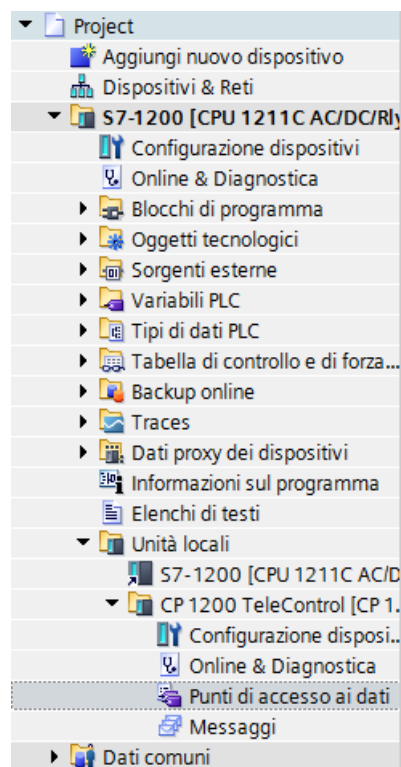 Project
Aggiungi nuovo dispositivo
Dispositivi & Reti
S7-1200 [CPU 1211C AC/DC/Rly
Configurazione dispositivi
Online & Diagnostica
Blocchi di programma
Oggetti tecnologici
Sorgenti esterne
Variabili PLC
Tipi di dati PLC
Tabella di controllo e di forza...
Backup online
Traces
Dati proxy dei dispositivi
Informazioni sul programma
Elenchi di testi
Unità locali
S7-1200 [CPU 1211C AC/D
CP 1200 TeleControl [CP 1.
Configurazione disposi..
Online & Diagnostica
Punti di accesso ai dati
Messaggi
Dati comuni